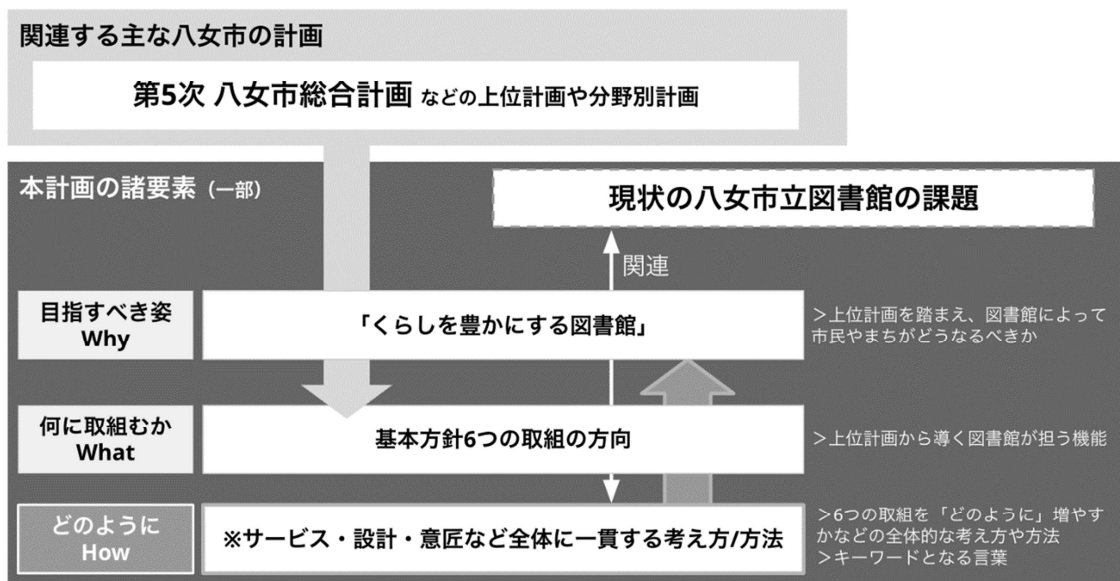 関連する主な八女市の計画
第5次 八女市総合計画 などの上位計画や分野別計画
本計画の諸要素（一部）
現状の八女市立図書館の課題
関連
目指すべき姿
Why
「くらしを豊かにする図書館」
＞上位計画を踏まえ、図書館によって
市民やまちがどうなるべきか
何に取組むか
What
基本方針6つの取組の方向
＞上位計画から導く図書館が担う機能
どのように
How
※サービス・設計・意匠など全体に一貫する考え方/方法
＞6つの取組を「どのように」増やす
かなどの全体的な考え方や方法
＞キーワードとなる言葉